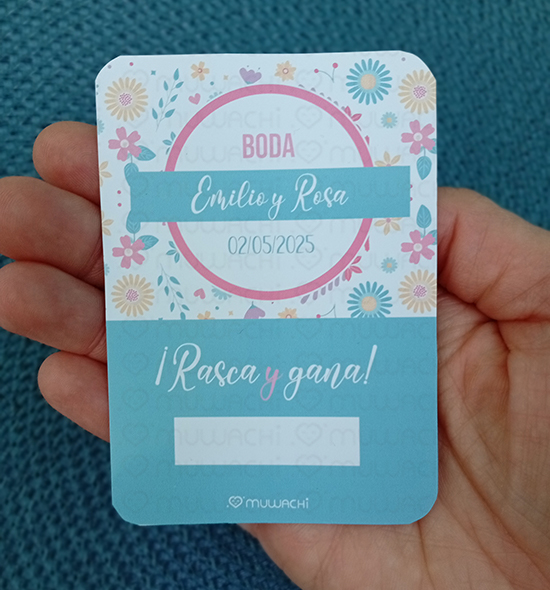 BODA
Emilio y Rosa
02/05/2025
¡Rasca y gana!
MUWACHI